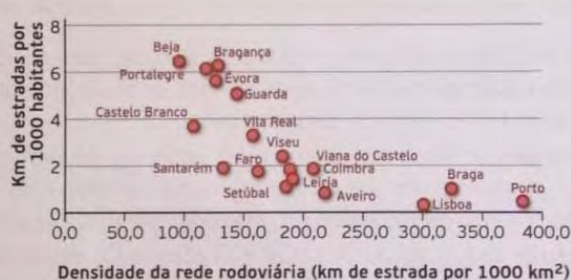 Km de estradas por
1000 habitantes
8
6
4
2
0
Beja
Bragança
Portalegre
Évora
Guarda
Castelo Branco
Vila Real
Viseu
Santarém
Faro
Viana do Castelo
Coimbra
Setúbal
Leiria
Aveiro
Braga
Lisboa
Porto
0,0 50,0 100,0 150,0 200,0 250,0 300,0 350,0 400,0
Densidade da rede rodoviária (km de estrada por 1000 km²)